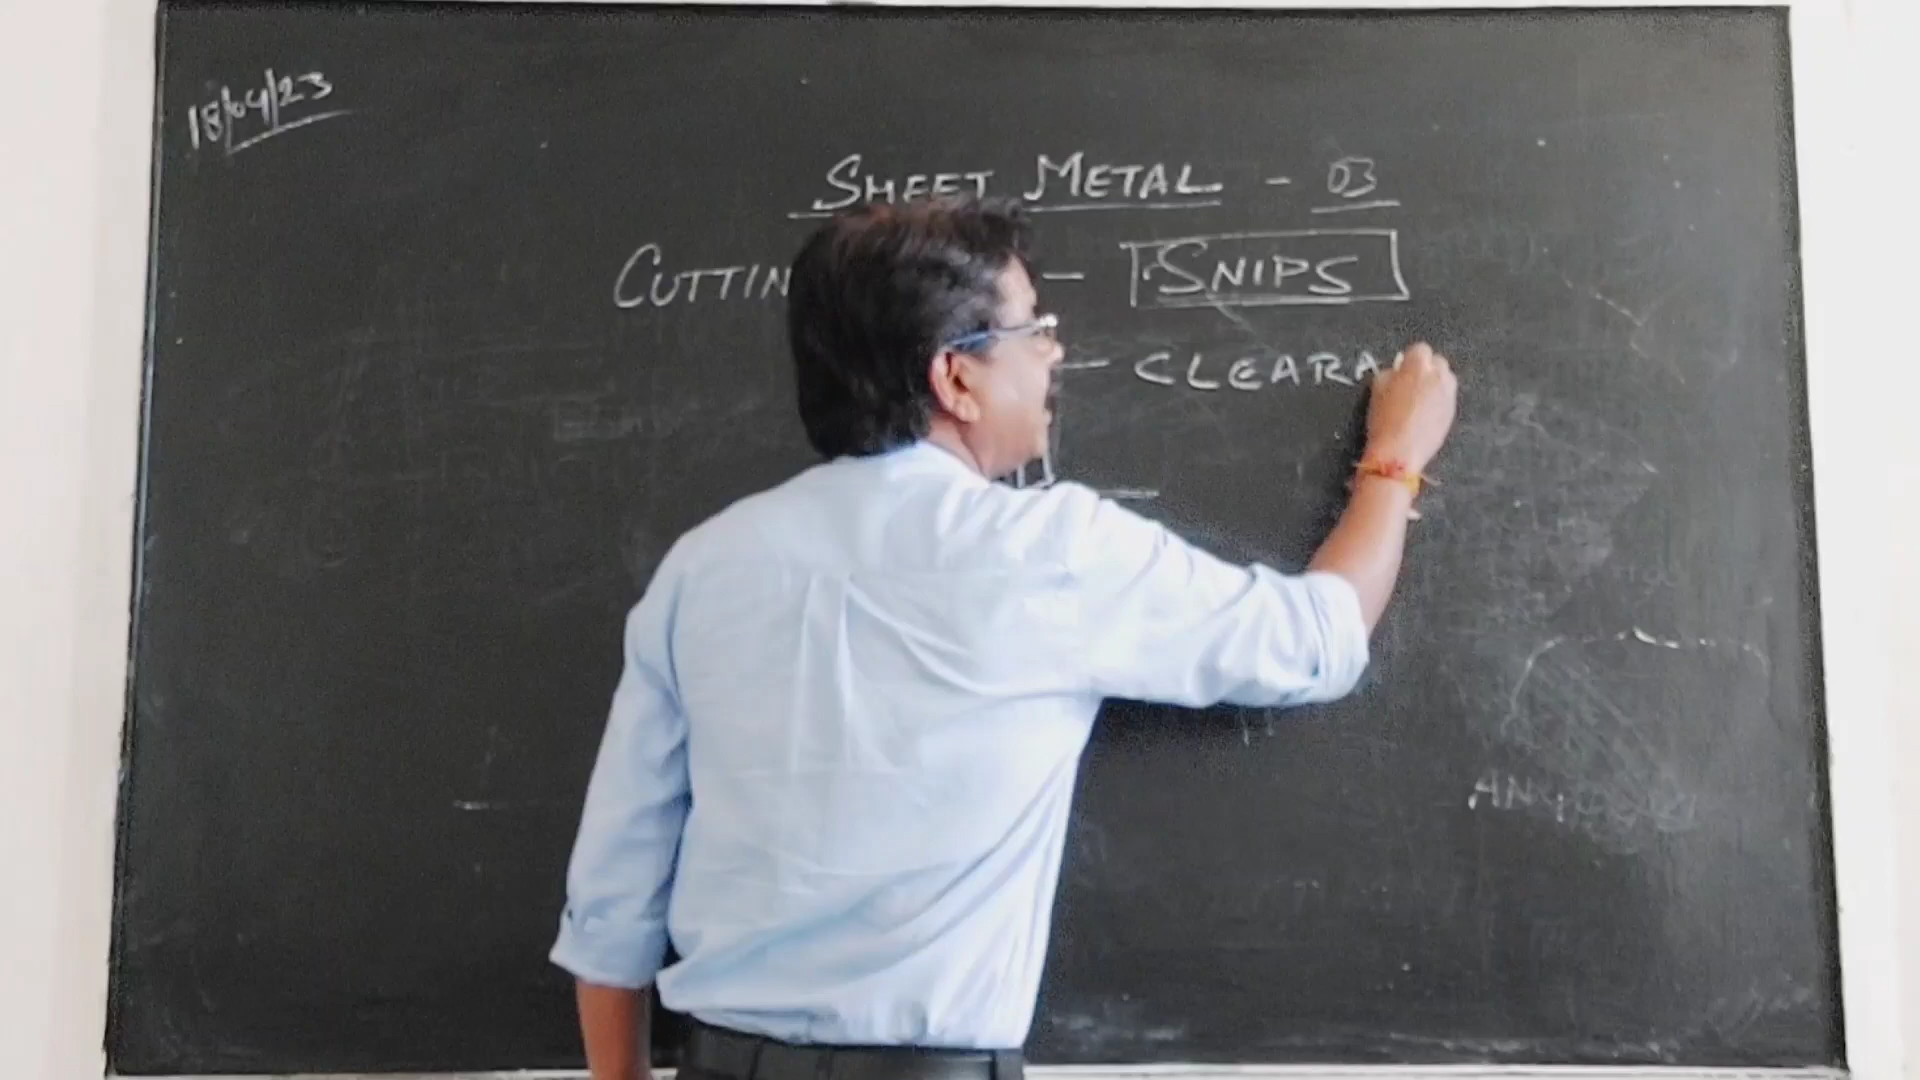 18/04/23
SHEET METAL - 03
CUTTIN - SNIPS
- CLEARA